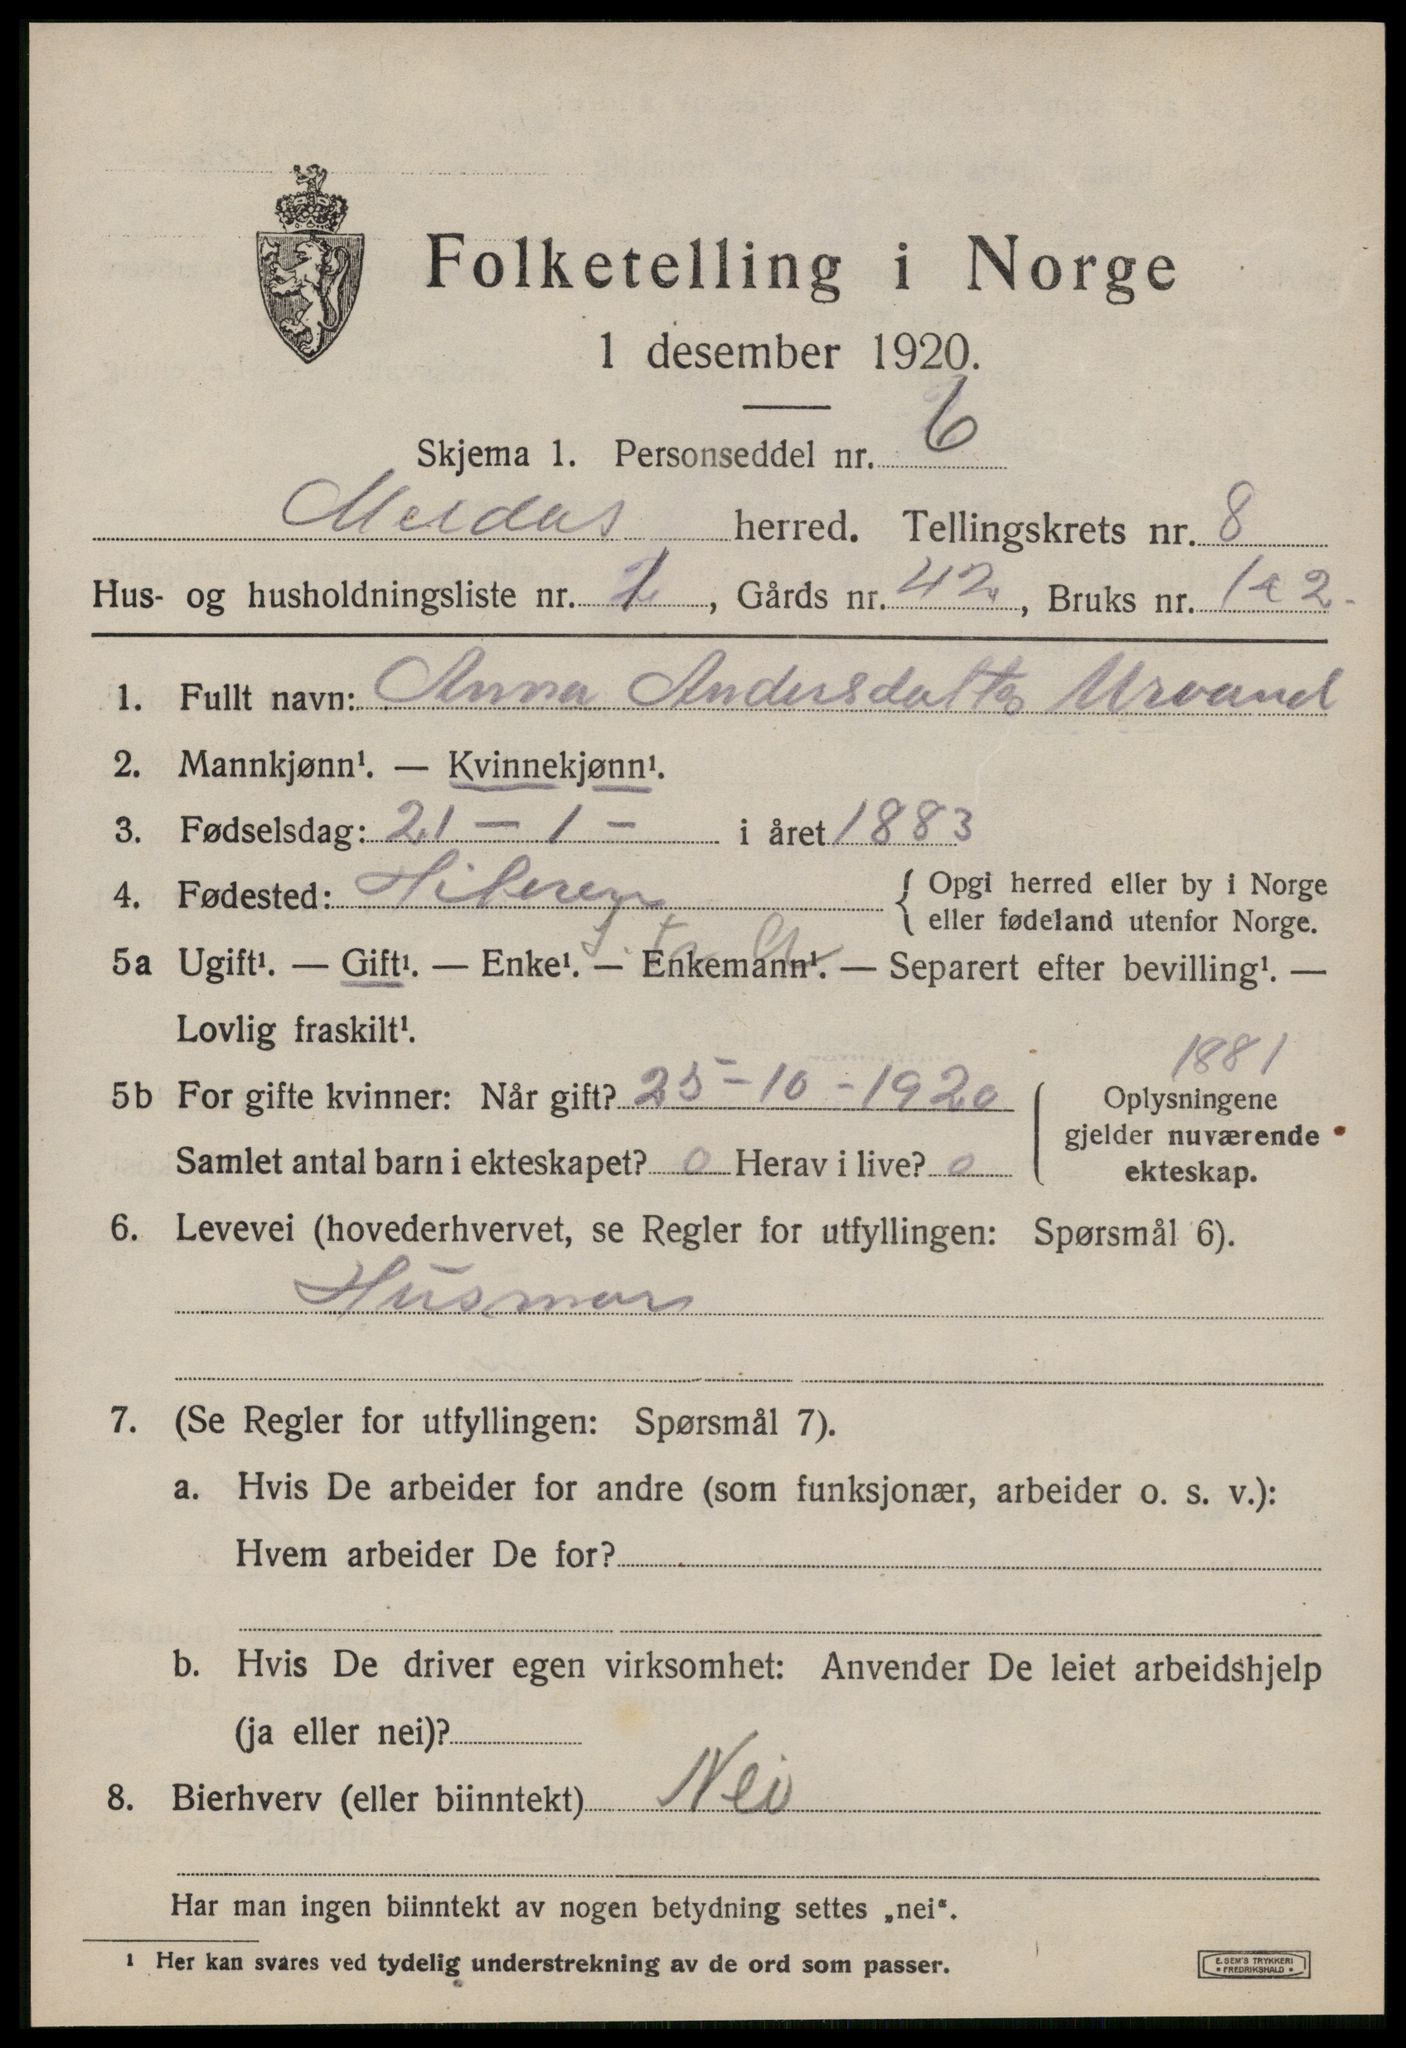 Folketelling i Norge
1 desember 1920.
Skjema 1. Personseddel nr. 6
Meldal herred. Tellingskrets nr. 8
Hus- og husholdningsliste nr. 1, Gårds nr. 42, Bruks nr. 1 & 2.
1. Fullt navn: Anna Andersdatter Urvand
2. Mannkjønn¹. — Kvinnekjønn¹.
3. Fødselsdag: 21 - 1 - i året 1883
4. Fødested: Hiteren { Opgi herred eller by i Norge
eller fødeland utenfor Norge.
5a Ugift¹. — Gift¹. — Enke¹. — Enkemann¹. — Separert efter bevilling¹. —
Lovlig fraskilt¹.
1881
5b For gifte kvinner: Når gift? 25-10-1920 ( Oplysningene
gjelder nuværende
Samlet antal barn i ekteskapet? 0 Herav i live? 0 ekteskap.
6. Levevei (hovederhvervet, se Regler for utfyllingen: Spørsmål 6).
Husmor
7. (Se Regler for utfyllingen: Spørsmål 7).
a. Hvis De arbeider for andre (som funksjonær, arbeider o. s. v.):
Hvem arbeider De for?
b. Hvis De driver egen virksomhet: Anvender De leiet arbeidshjelp
(ja eller nei)?
8. Bierhverv (eller biinntekt) Nei
Har man ingen biinntekt av nogen betydning settes „nei“.
¹ Her kan svares ved tydelig understrekning av de ord som passer.
E. SEM'S TRYKKERI
• FREDRIKSHALD •